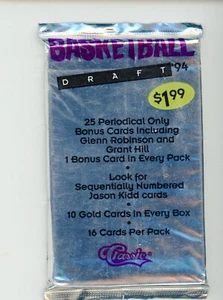 BASKETBALL
DRAFT '94
$1.99
25 Periodical Only
Bonus Cards Including
Glenn Robinson and
Grant Hill
1 Bonus Card In Every Pack
•
Look for
Sequentially Numbered
Jason Kidd cards
•
10 Gold Cards In Every Box
•
16 Cards Per Pack
Classic